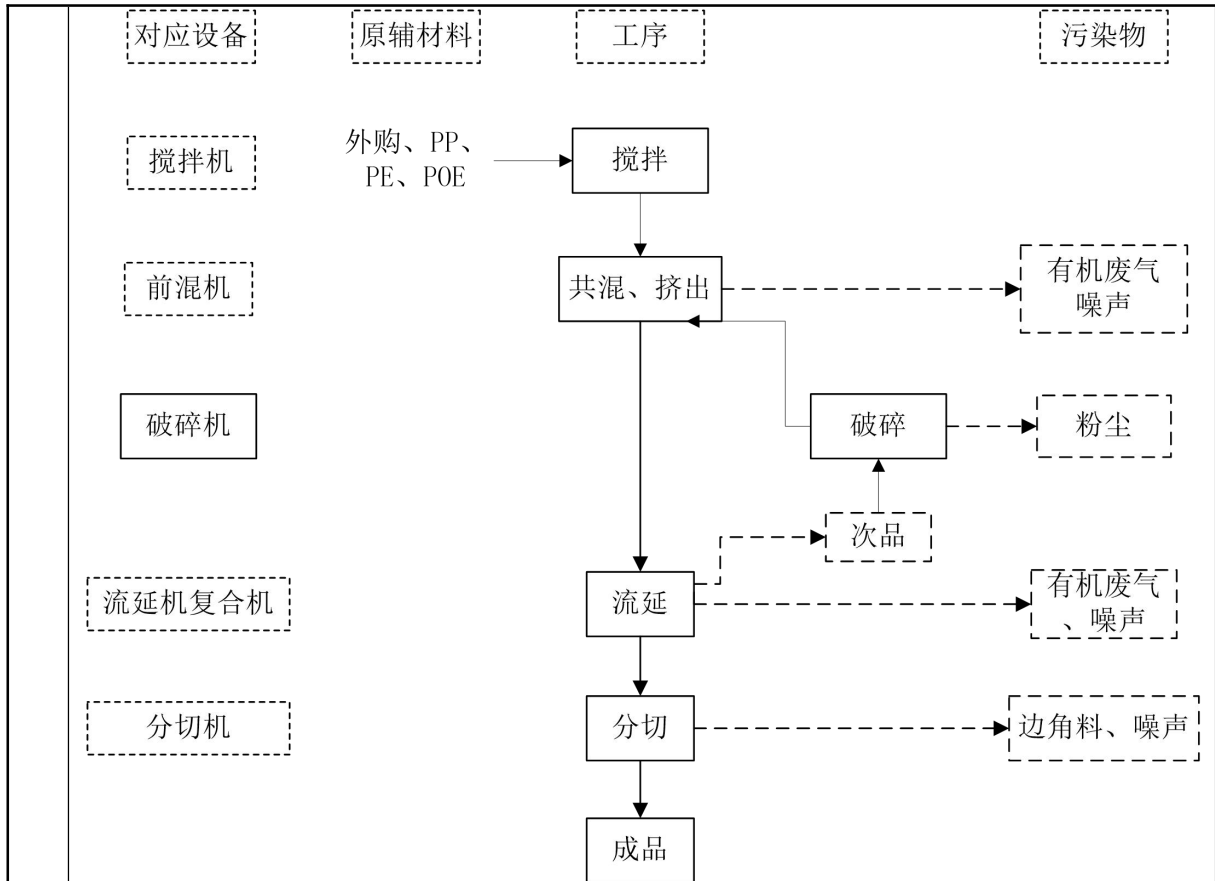 对应设备
原辅材料
工序
污染物
搅拌机
外购、PP、
PE、POE
搅拌
前混机
共混、挤出
有机废气
噪声
破碎机
破碎
粉尘
次品
流延机复合机
流延
有机废气
、噪声
分切机
分切
边角料、噪声
成品